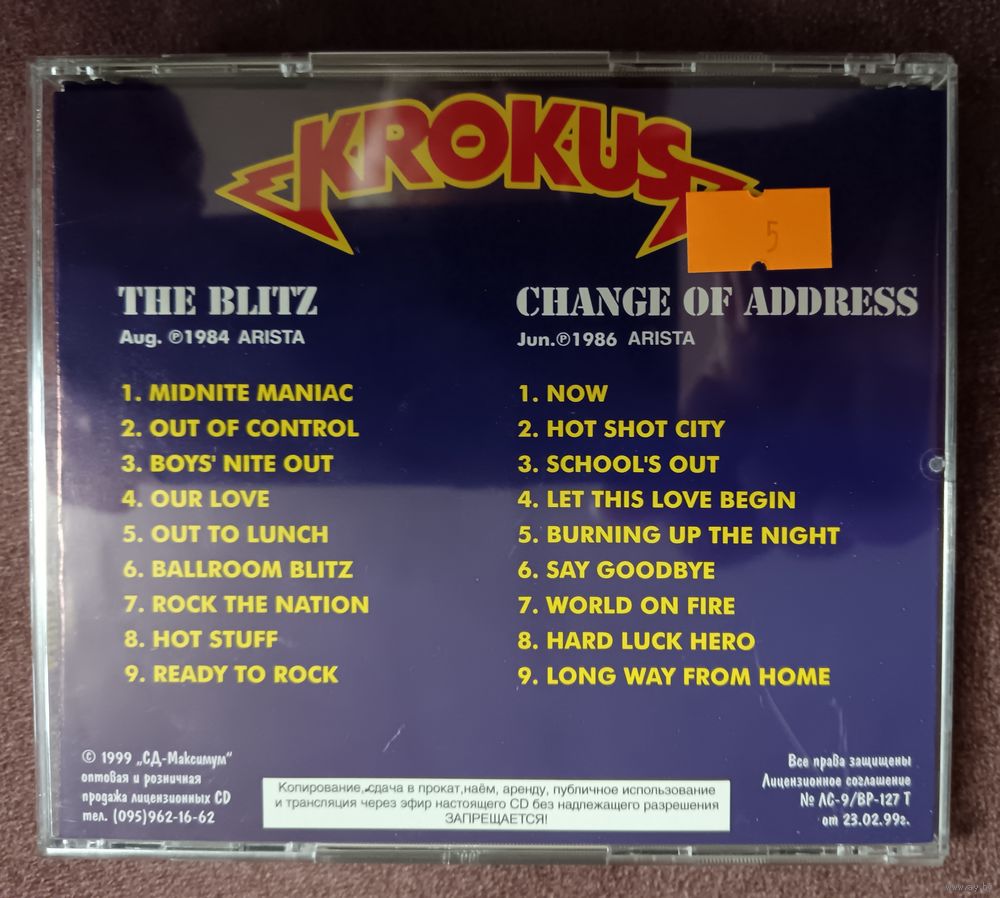 KROKUS
5
THE BLITZ
Aug. ℗1984 ARISTA
1. MIDNITE MANIAC
2. OUT OF CONTROL
3. BOYS' NITE OUT
4. OUR LOVE
5. OUT TO LUNCH
6. BALLROOM BLITZ
7. ROCK THE NATION
8. HOT STUFF
9. READY TO ROCK
CHANGE OF ADDRESS
Jun.℗1986 ARISTA
1. NOW
2. HOT SHOT CITY
3. SCHOOL'S OUT
4. LET THIS LOVE BEGIN
5. BURNING UP THE NIGHT
6. SAY GOODBYE
7. WORLD ON FIRE
8. HARD LUCK HERO
9. LONG WAY FROM HOME
© 1999 „СД-Максимум“
оптовая и розничная
продажа лицензионных CD
тел. (095)962-16-62
Копирование, сдача в прокат,наём, аренду, публичное использование
и трансляция через эфир настоящего CD без надлежащего разрешения
ЗАПРЕЩАЕТСЯ!
Все права защищены
Лицензионное соглашение
№ ЛС-9/ВР-127 Т
от 23.02.99г.
www.ay.by